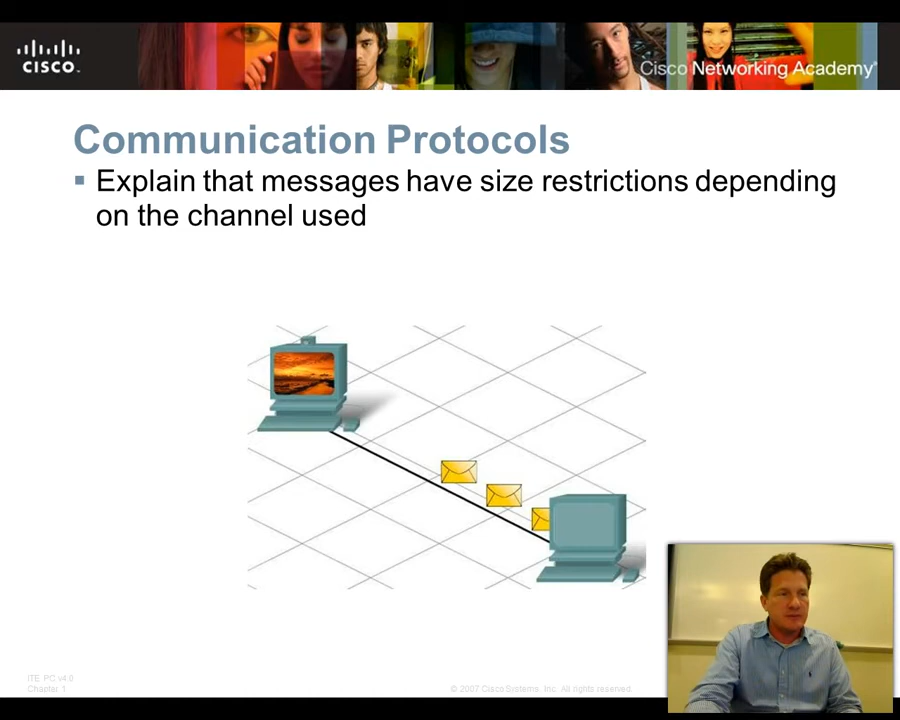 CISCO
Cisco Networking Academy
Communication Protocols
Explain that messages have size restrictions depending
on the channel used
ITE PC v4.0
Chapter 1
© 2007 Cisco Systems, Inc. All rights reserved.